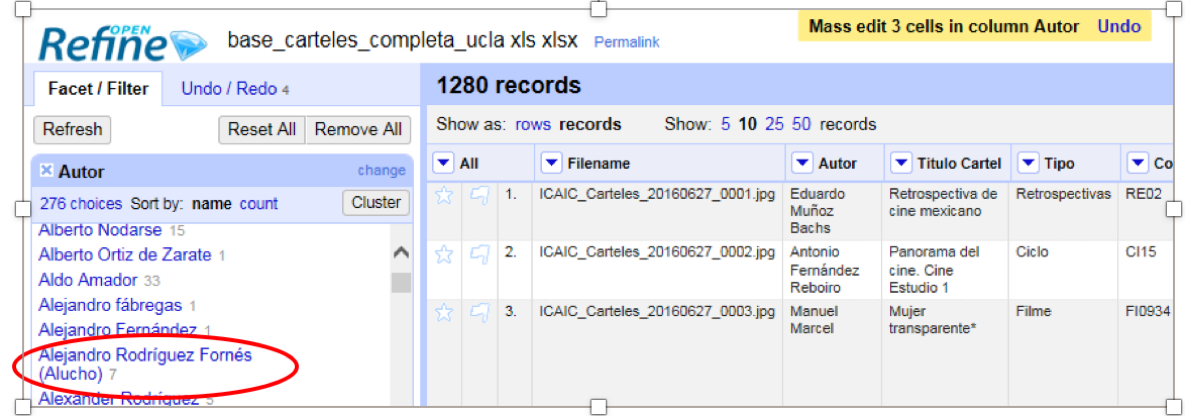 OPEN
Refine base_carteles_completa_ucla xls xlsx Permalink
Mass edit 3 cells in column Autor Undo
Facet / Filter Undo / Redo 4
Refresh Reset All Remove All
Autor change
276 choices Sort by: name count Cluster
Alberto Nodarse 15
Alberto Ortiz de Zarate 1
Aldo Amador 33
Alejandro fábregas 1
Alejandro Fernández 1
Alejandro Rodríguez Fornés
(Alucho) 7
Alexander Rodríguez 5
1280 records
Show as: rows records Show: 5 10 25 50 records
All Filename Autor Titulo Cartel Tipo Co
1. ICAIC_Carteles_20160627_0001.jpg Eduardo Retrospectiva de Retrospectivas RE02
Muñoz cine mexicano
Bachs
2. ICAIC_Carteles_20160627_0002.jpg Antonio Panorama del Ciclo CI15
Fernández cine. Cine
Reboiro Estudio 1
3. ICAIC_Carteles_20160627_0003.jpg Manuel Mujer Filme FI0934
Marcel transparente*